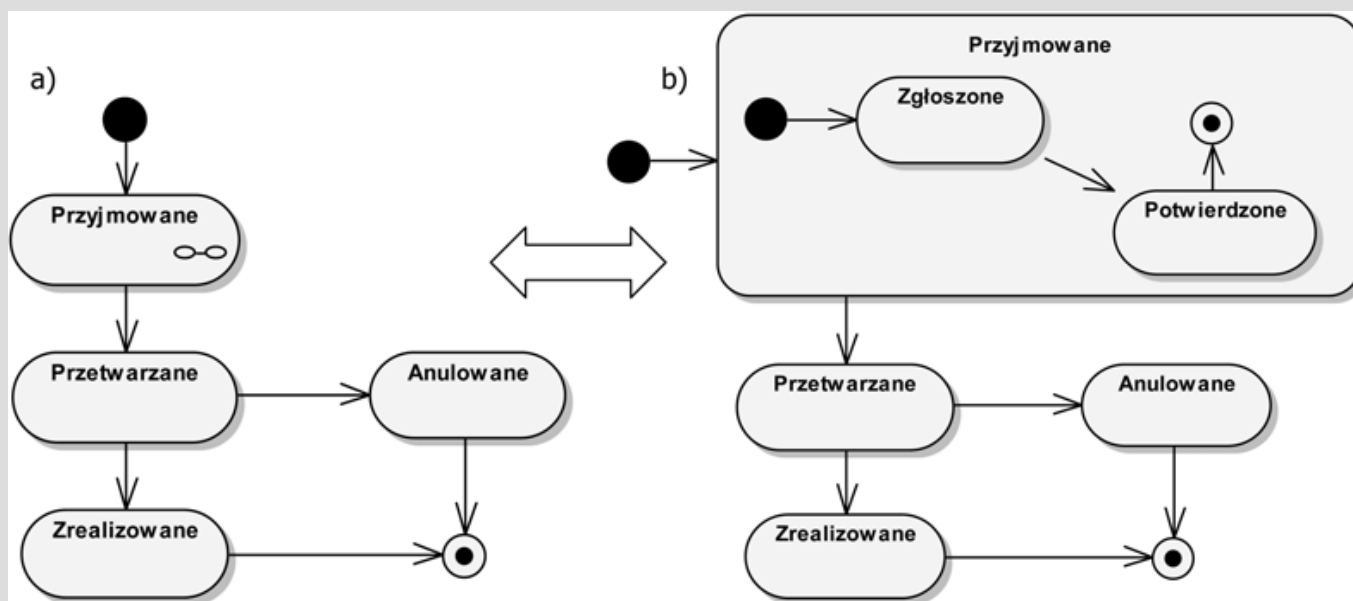 a)
Przyjmowane
Przetwarzane
Anulowane
Zrealizowane
b)
Przyjmowane
Zgłoszone
Potwierdzone
Przetwarzane
Anulowane
Zrealizowane